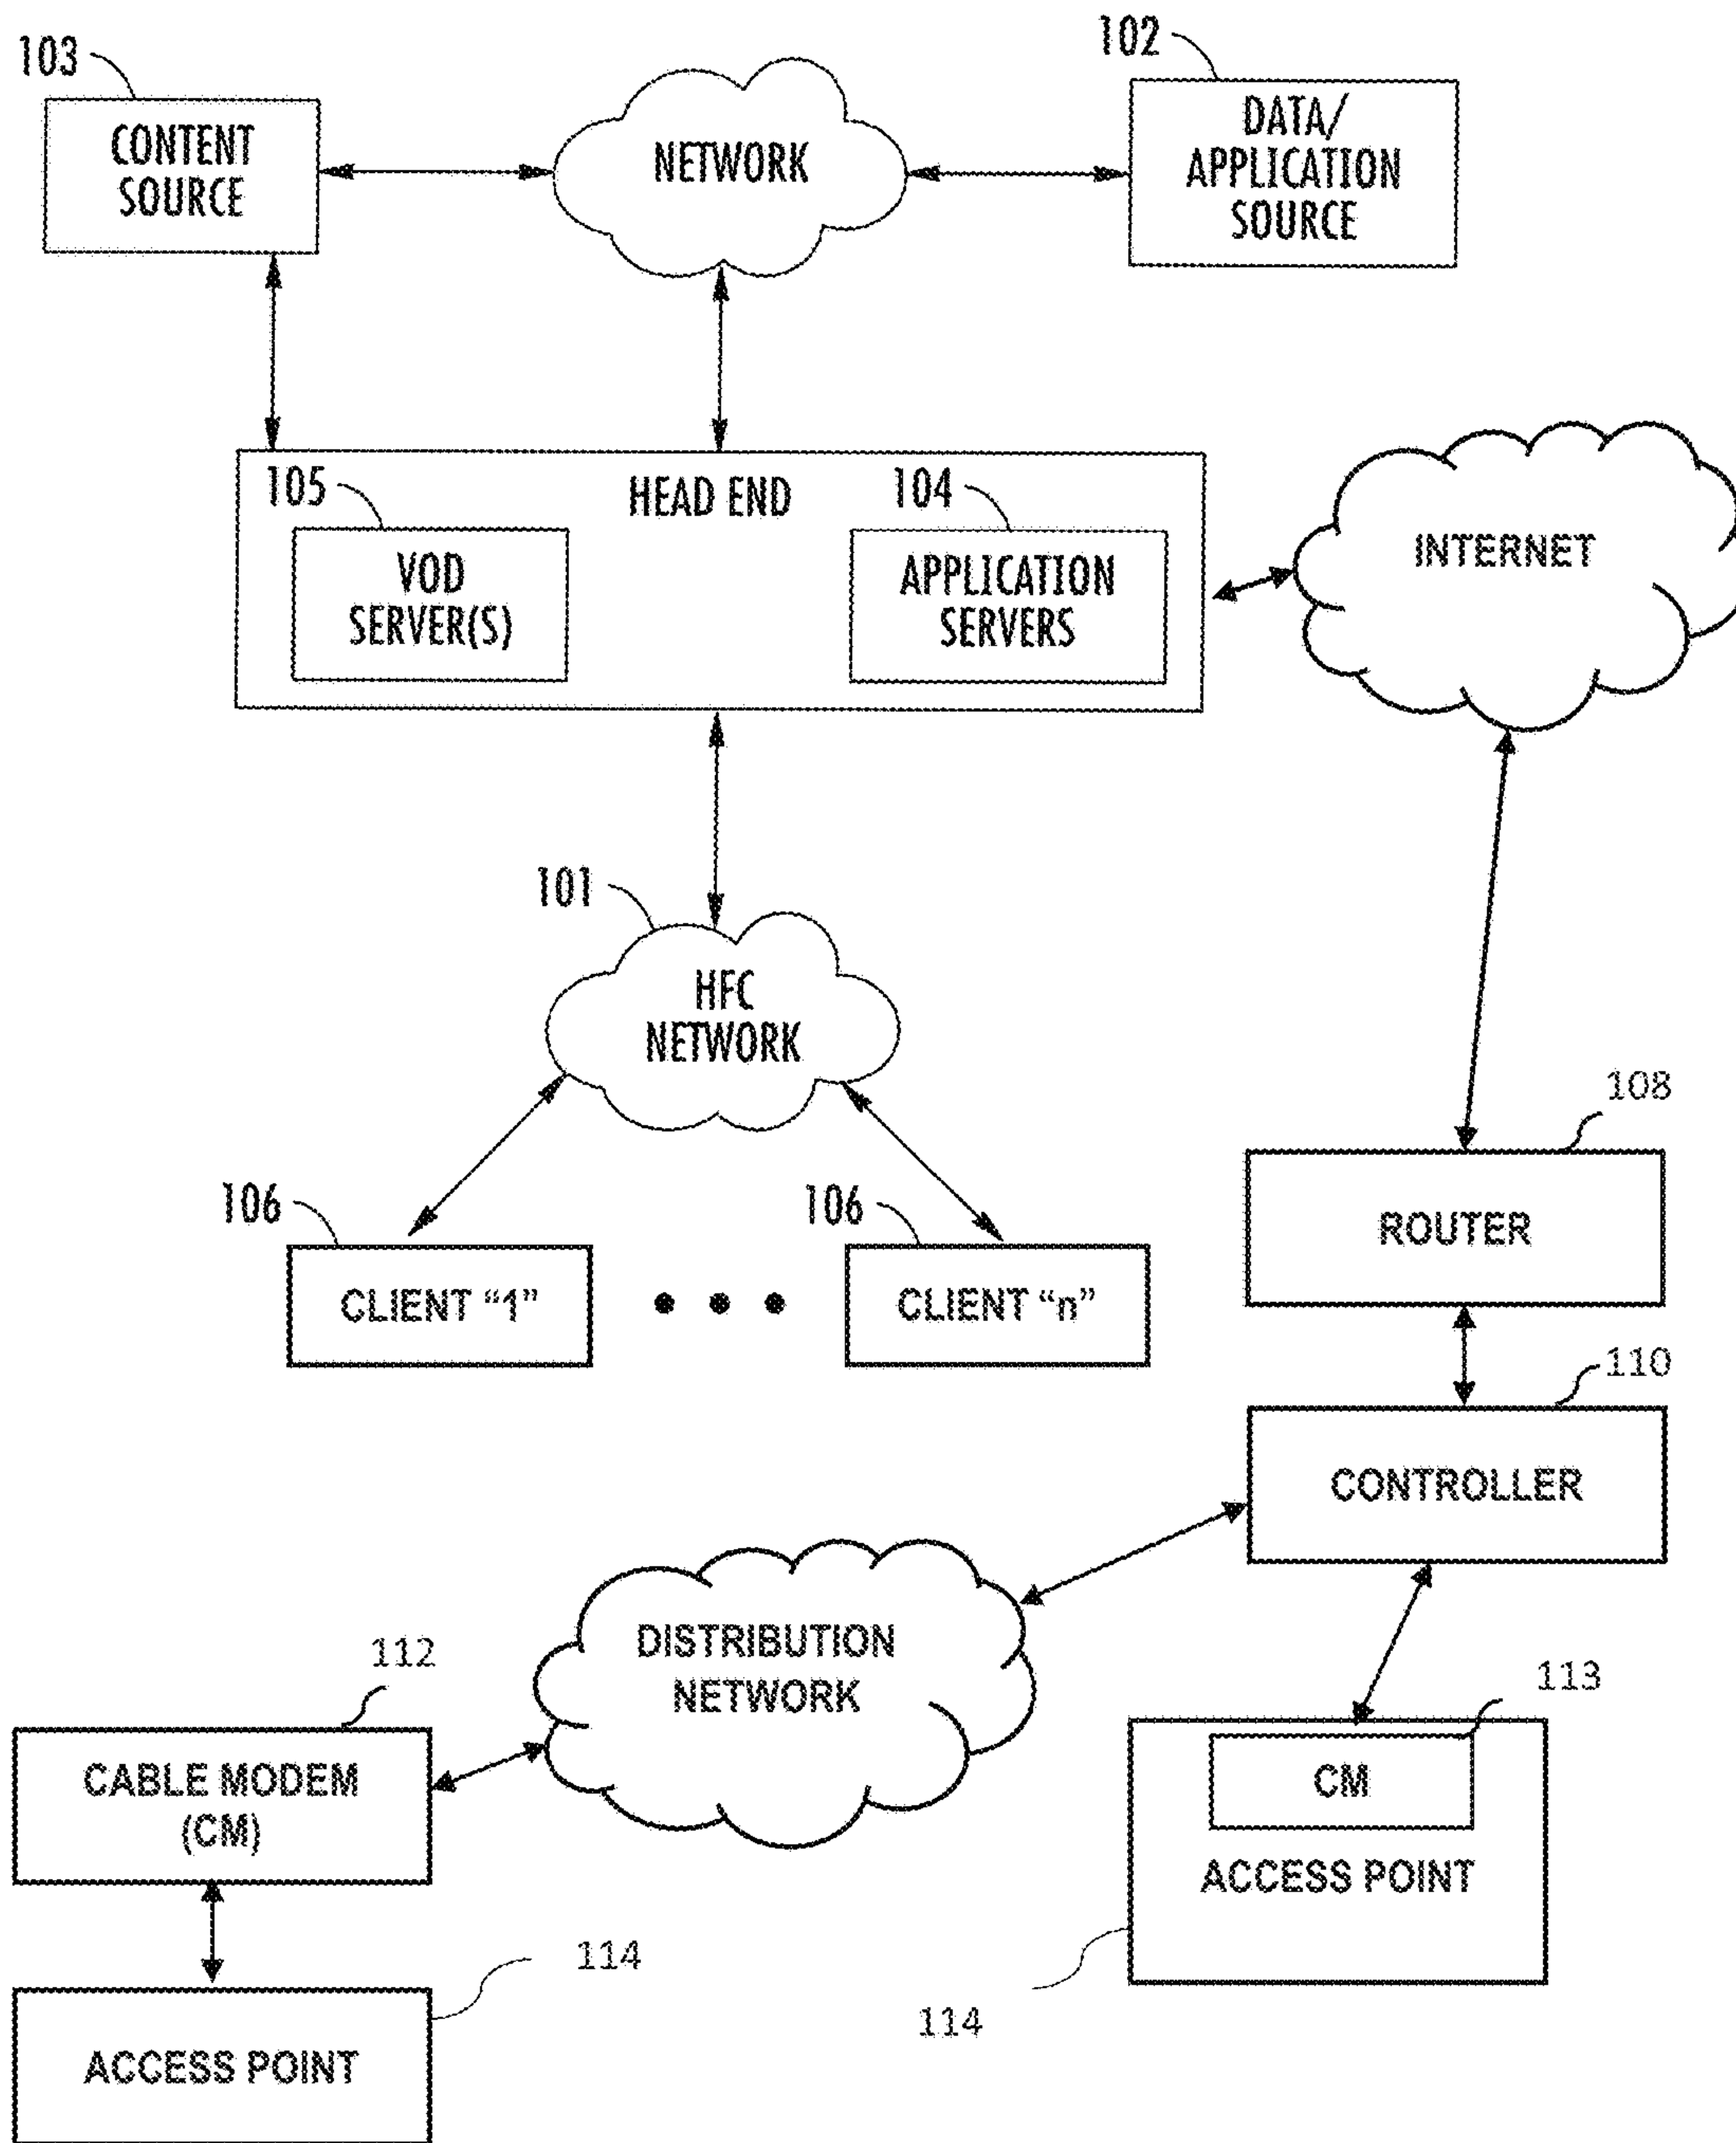 103
102
CONTENT
SOURCE
NETWORK
DATA/
APPLICATION
SOURCE
105
HEAD END
104
VOD
SERVER(S)
APPLICATION
SERVERS
INTERNET
101
HFC
NETWORK
108
106
106
ROUTER
CLIENT “1”
CLIENT “n”
110
CONTROLLER
DISTRIBUTION
NETWORK
112
113
CABLE MODEM
(CM)
CM
ACCESS POINT
114
114
ACCESS POINT